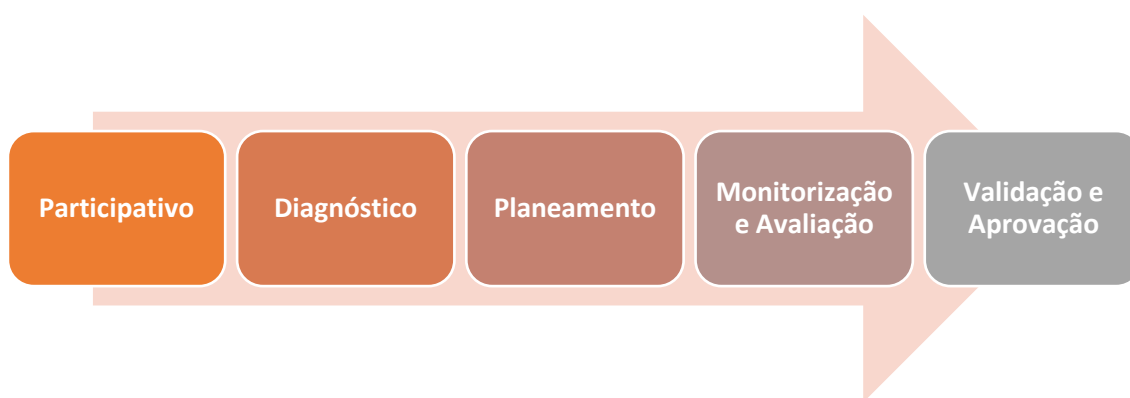 Participativo
Diagnóstico
Planeamento
Monitorização
e Avaliação
Validação e
Aprovação